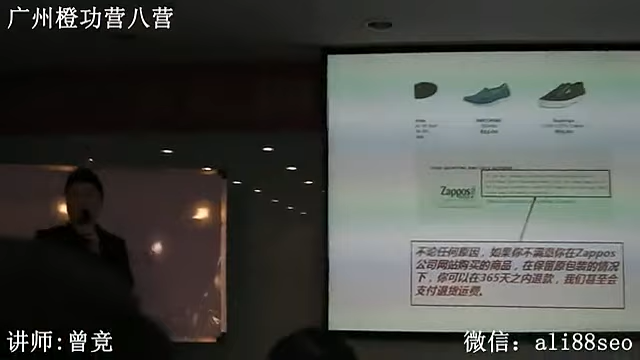 广州橙功营八营
Zappos
不论任何原因，如果你不满意你在Zappos
公司网站购买的商品，在保留原包装的情况
下，你可以在365天之内退款，我们甚至会
支付退货运费。
讲师:曾竞
微信：ali88seo